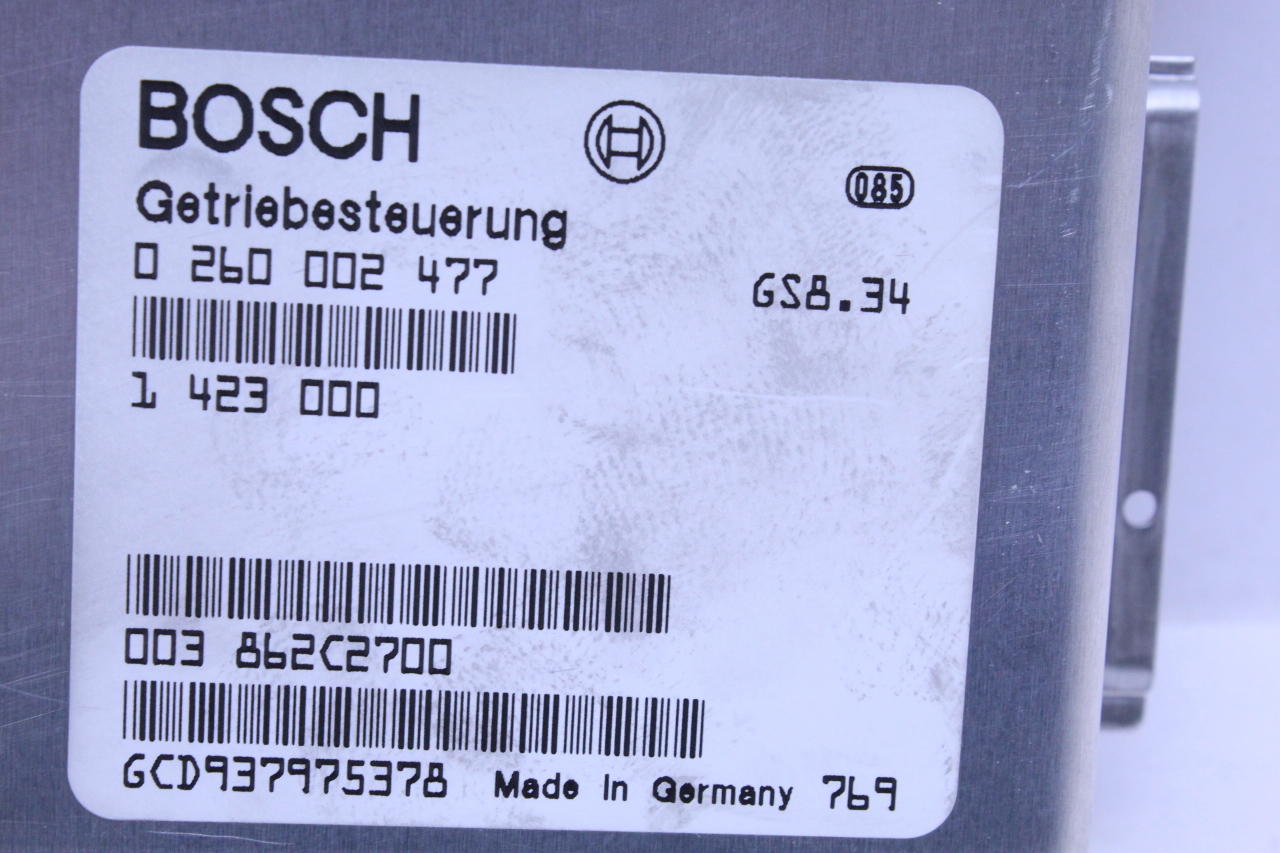 BOSCH
085
Getriebesteuerung
0 260 002 477
GS8.34
1 423 000
003 862C2700
GCD937975378 Made In Germany 769